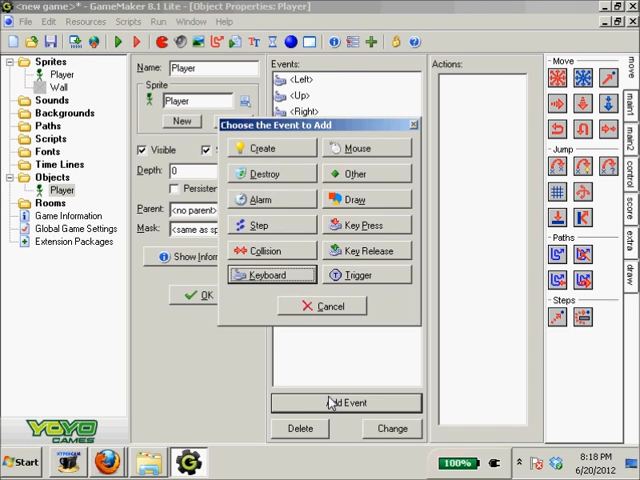 <new game>* - GameMaker 8.1 Lite - [Object Properties: Player]
File Edit Resources Scripts Run Window Help
Sprites
Player
Wall
Sounds
Backgrounds
Paths
Scripts
Fonts
Time Lines
Objects
Player
Rooms
Game Information
Global Game Settings
Extension Packages
YOYO
GAMES
Name: Player
Sprite
Player
New
Visible
Depth: 0
Persisten
Parent: <no parent>
Mask: <same as sp
Show Inform
OK
Events:
<Left>
<Up>
<Right>
Choose the Event to Add
Create
Mouse
Destroy
Other
Alarm
Draw
Step
Key Press
Collision
Key Release
Keyboard
Trigger
Cancel
Add Event
Delete
Change
Actions:
Move
Jump
Paths
Steps
move
main1
main2
control
score
extra
draw
Start
HYPERCAM
100%
8:18 PM
6/20/2012